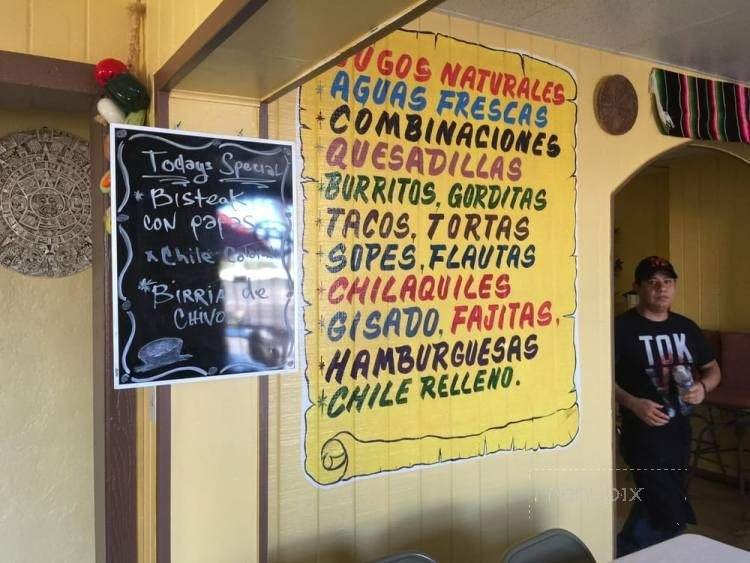 Todays Special
* Bisteak
con papas
* Chile Colorado
* BIRRIA de
CHIVO
JUGOS NATURALES
* AGUAS FRESCAS
* COMBINACIONES
* QUESADILLAS
* BURRITOS, GORDITAS
* TACOS, TORTAS
* SOPES, FLAUTAS
* CHILAQUILES
* GISADO, FAJITAS,
* HAMBURGUESAS
* CHILE RELLENO.